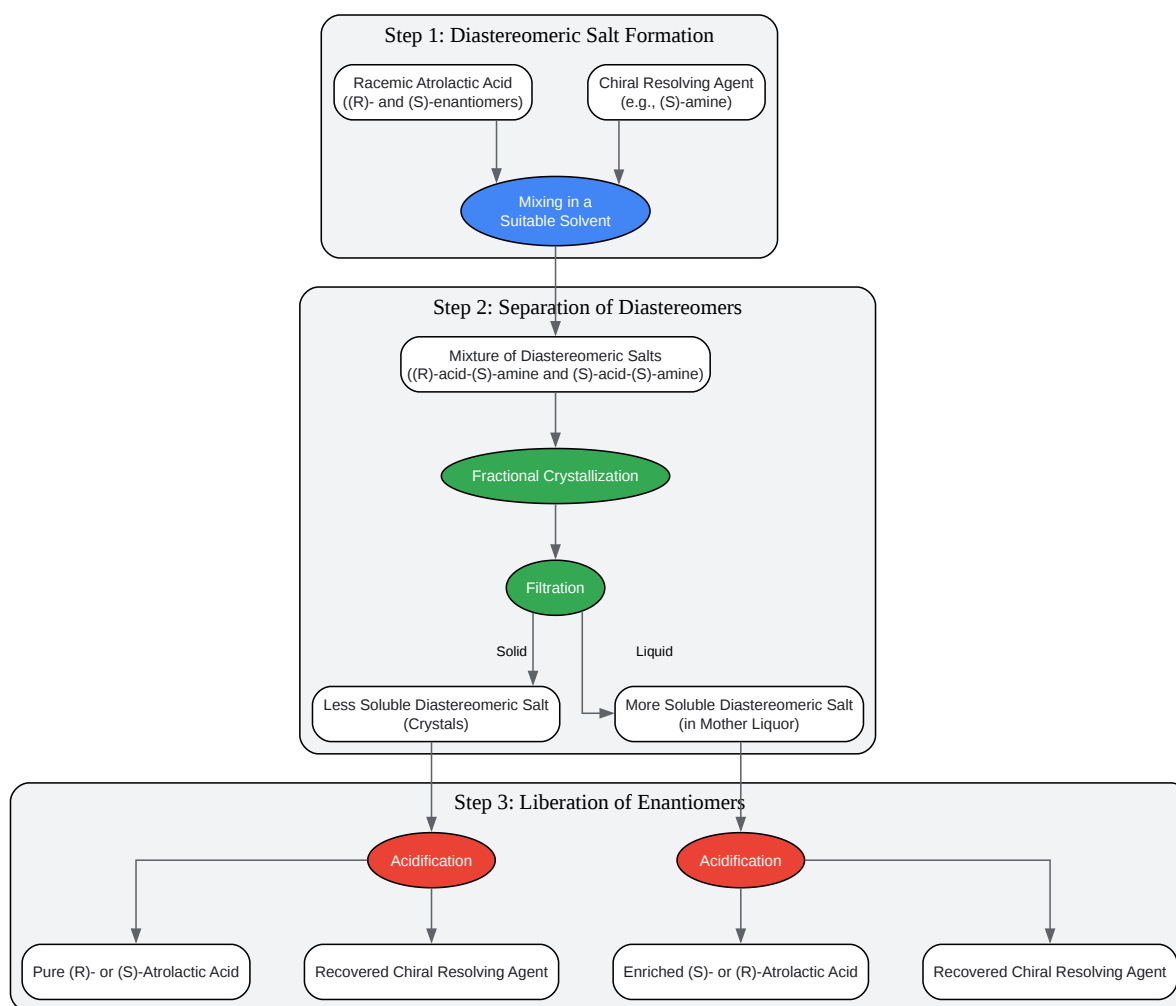 Step 1: Diastereomeric Salt Formation
Racemic Atrolactic Acid
((R)- and (S)-enantiomers)
Chiral Resolving Agent
(e.g., (S)-amine)
Mixing in a
Suitable Solvent
Step 2: Separation of Diastereomers
Mixture of Diastereomeric Salts
((R)-acid-(S)-amine and (S)-acid-(S)-amine)
Fractional Crystallization
Filtration
Solid
Liquid
Less Soluble Diastereomeric Salt
(Crystals)
More Soluble Diastereomeric Salt
(in Mother Liquor)
Step 3: Liberation of Enantiomers
Acidification
Acidification
Pure (R)- or (S)-Atrolactic Acid
Recovered Chiral Resolving Agent
Enriched (S)- or (R)-Atrolactic Acid
Recovered Chiral Resolving Agent